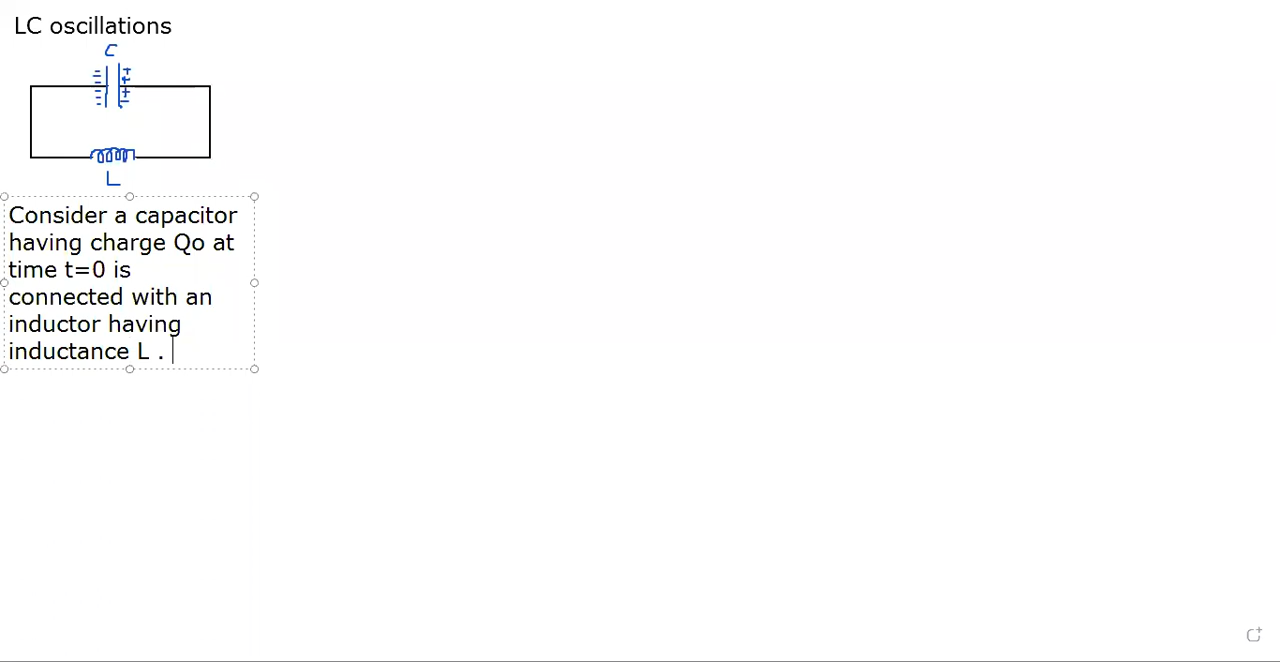 LC oscillations
C
L
Consider a capacitor
having charge Qo at
time t=0 is
connected with an
inductor having
inductance L .